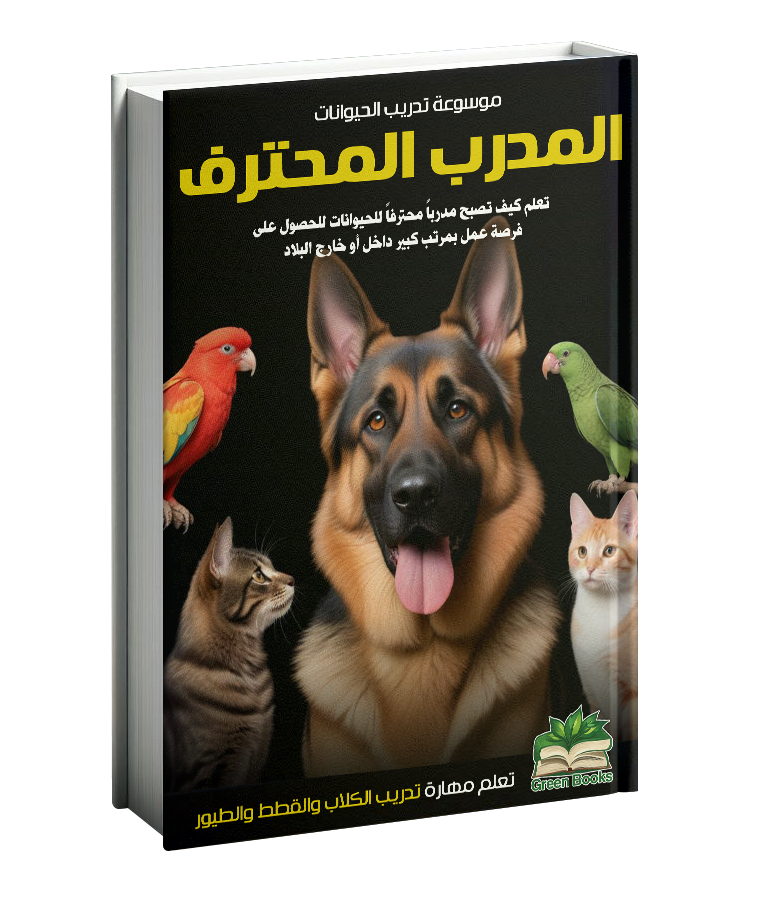 موسوعة تدريب الحيوانات
المدرب المحترف
تعلم كيف تصبح مدرباً محترفاً للحيوانات للحصول على
فرصة عمل بمرتب كبير داخل أو خارج البلاد
Green Books
تعلم مهارة تدريب الكلاب والقطط والطيور